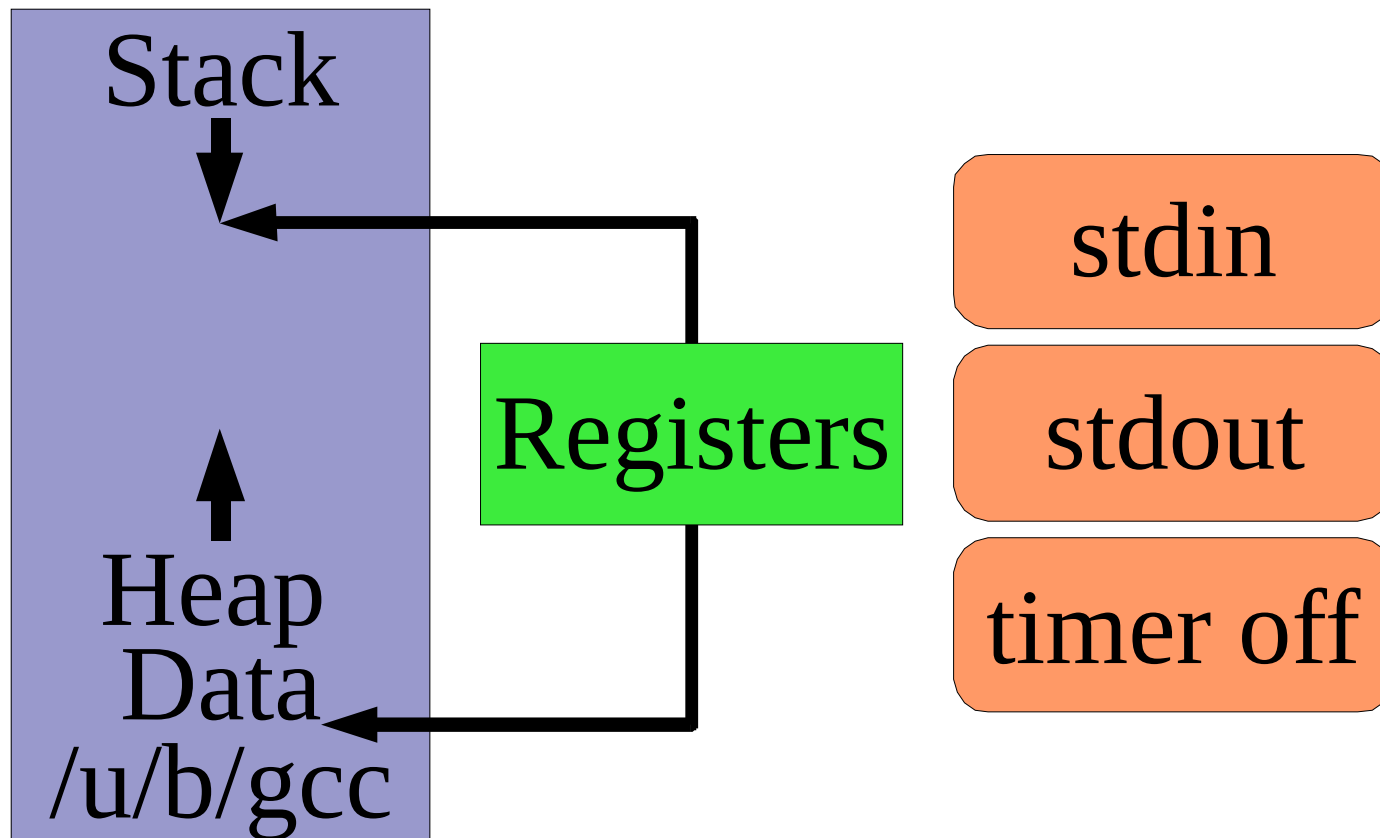 Stack
Heap
Data
/u/b/gcc
Registers
stdin
stdout
timer off